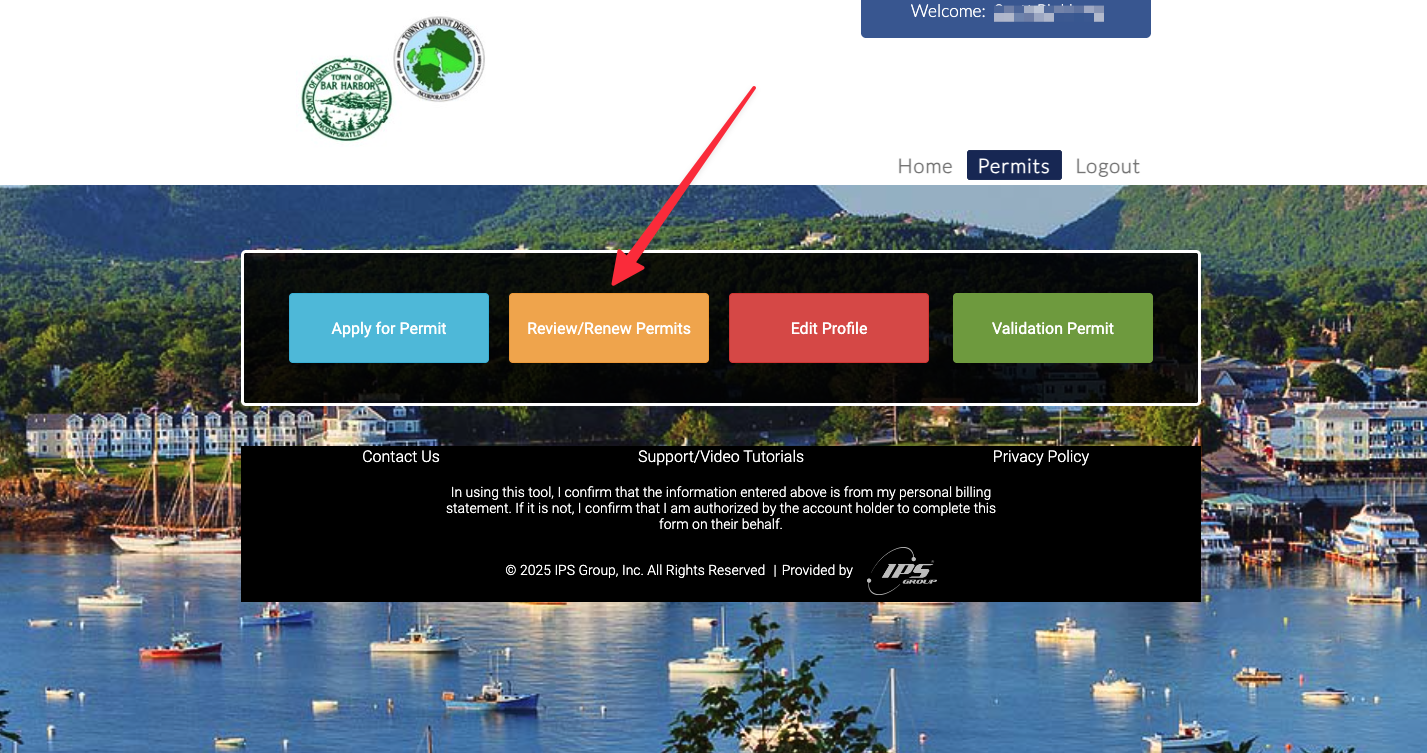 Welcome:
TOWN OF MOUNT DESERT
INCORPORATED 1789
COUNTY OF HANCOCK · STATE OF MAINE
TOWN OF
BAR HARBOR
INCORPORATED 1796
Home
Permits
Logout
Apply for Permit
Review/Renew Permits
Edit Profile
Validation Permit
Contact Us
Support/Video Tutorials
Privacy Policy
In using this tool, I confirm that the information entered above is from my personal billing
statement. If it is not, I confirm that I am authorized by the account holder to complete this
form on their behalf.
© 2025 IPS Group, Inc. All Rights Reserved | Provided by
IPS
GROUP